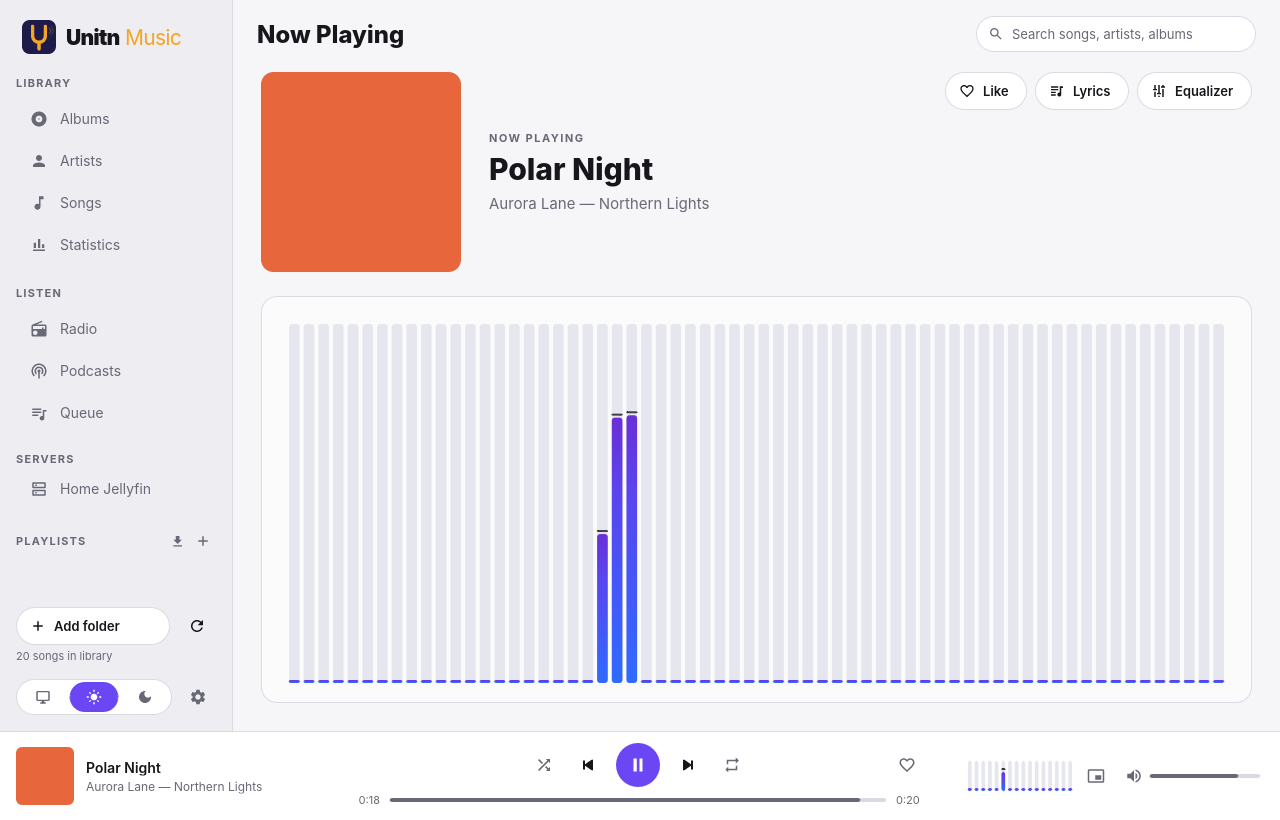 Unitn Music
LIBRARY
Albums
Artists
Songs
Statistics
LISTEN
Radio
Podcasts
Queue
SERVERS
Home Jellyfin
PLAYLISTS
Add folder
20 songs in library
Now Playing
Search songs, artists, albums
Like
Lyrics
Equalizer
NOW PLAYING
Polar Night
Aurora Lane — Northern Lights
Polar Night
Aurora Lane — Northern Lights
0:18
0:20